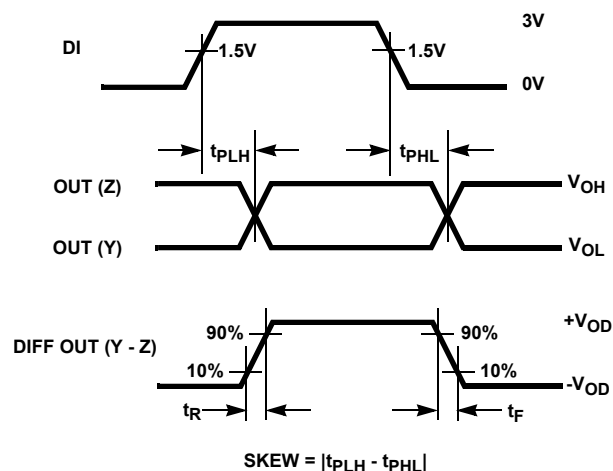 3V
DI
1.5V 1.5V
0V
tPLH tPHL
OUT (Z) VOH
OUT (Y) VOL
+VOD
90% 90%
DIFF OUT (Y - Z)
10% 10%
-VOD
tR tF
SKEW = |tPLH - tPHL|